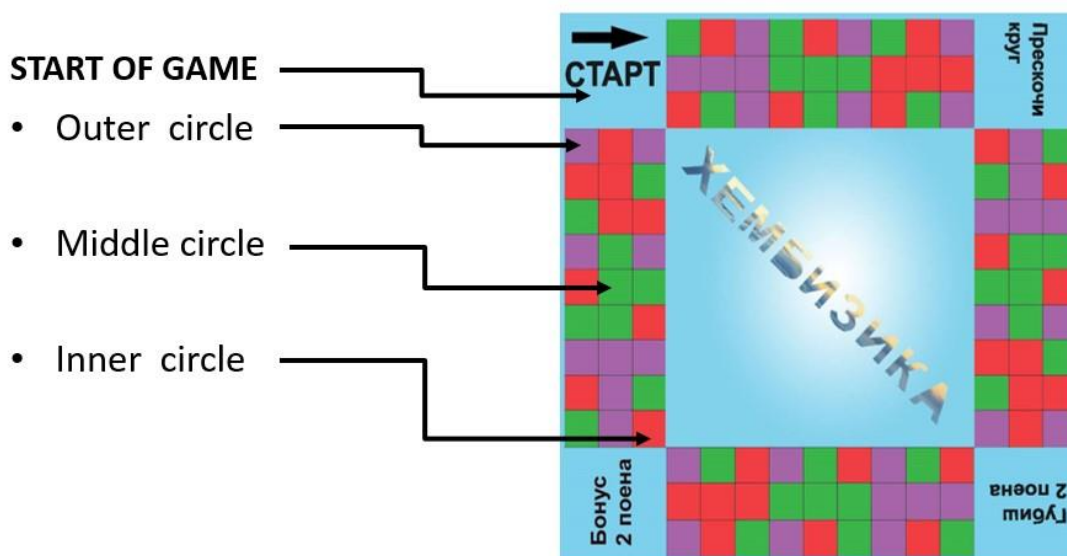 START OF GAME
• Outer circle
• Middle circle
• Inner circle
СТАРТ
Прескочи
круг
ХЕМБИЗИКА
Бонус
2 поена
Губиш
2 поена